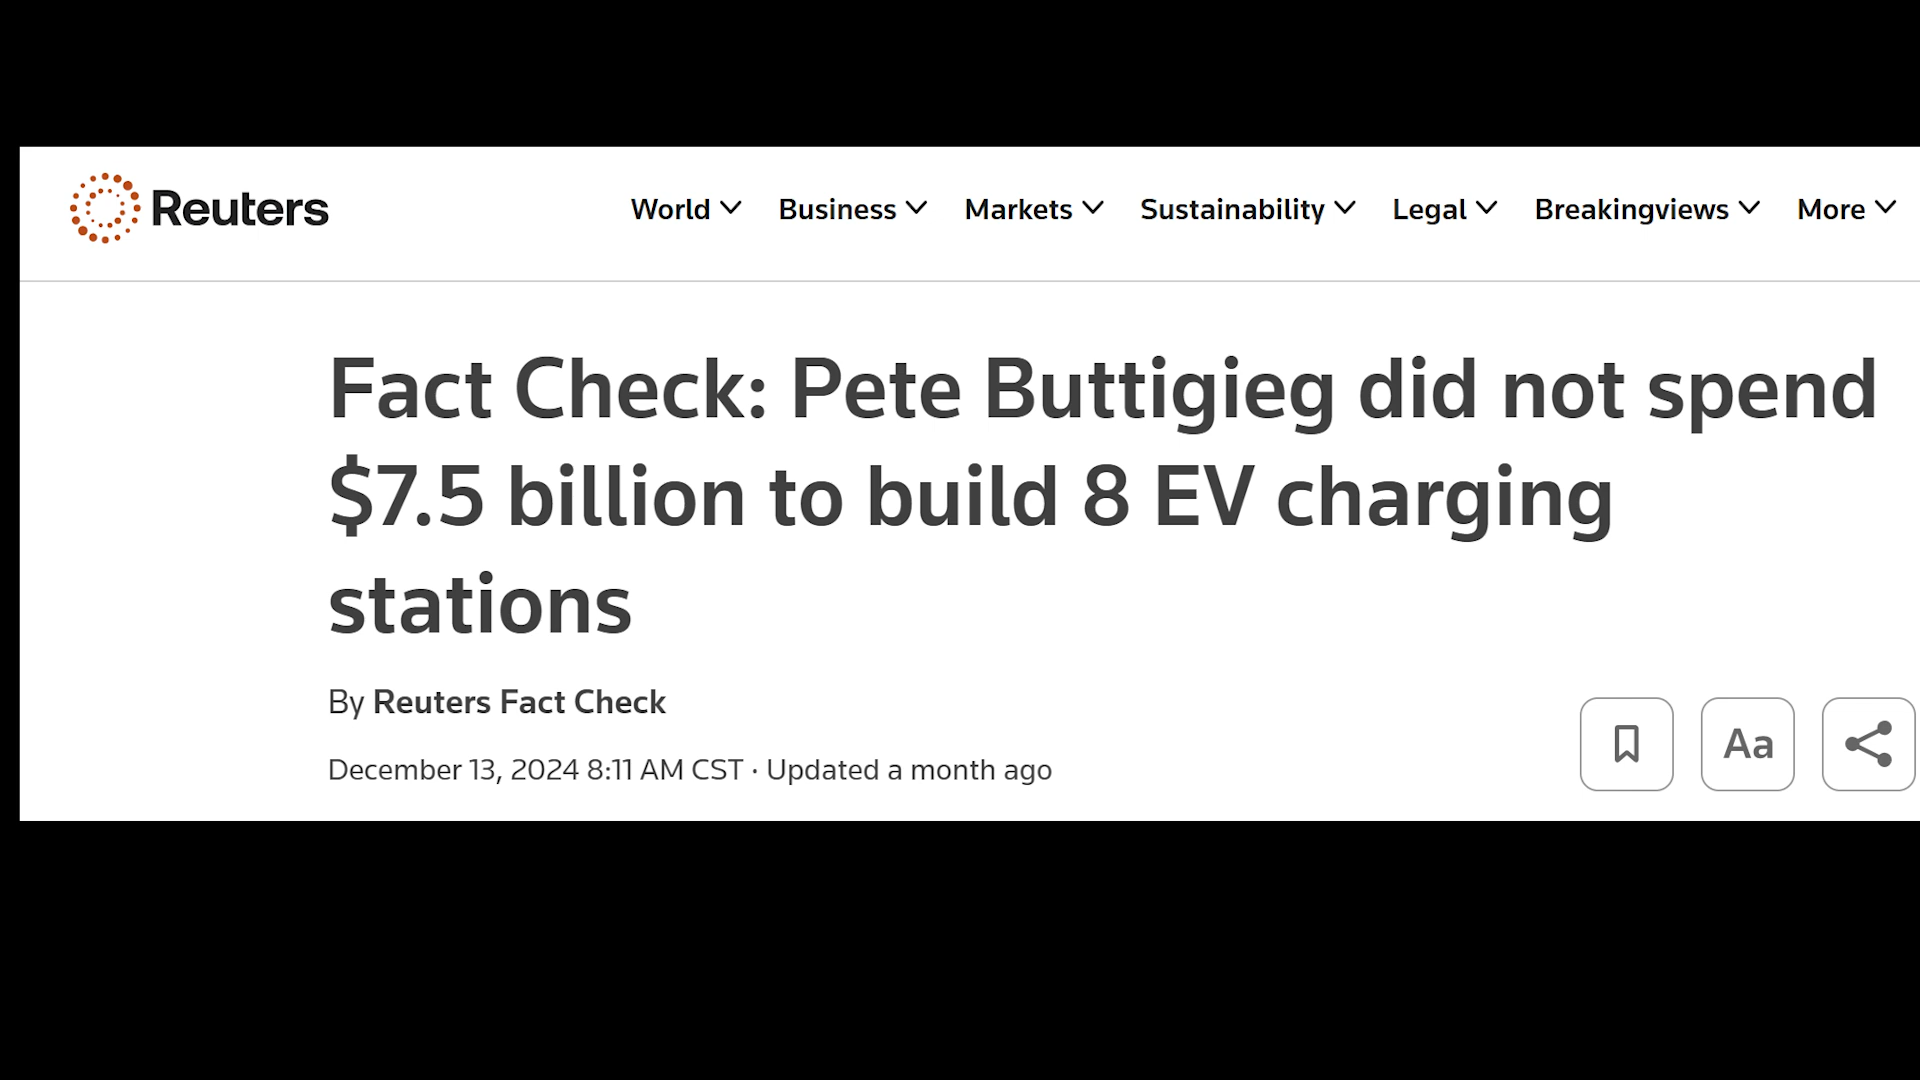 Reuters World Business Markets Sustainability Legal Breakingviews More
Fact Check: Pete Buttigieg did not spend
$7.5 billion to build 8 EV charging
stations
By Reuters Fact Check
December 13, 2024 8:11 AM CST · Updated a month ago
Aa